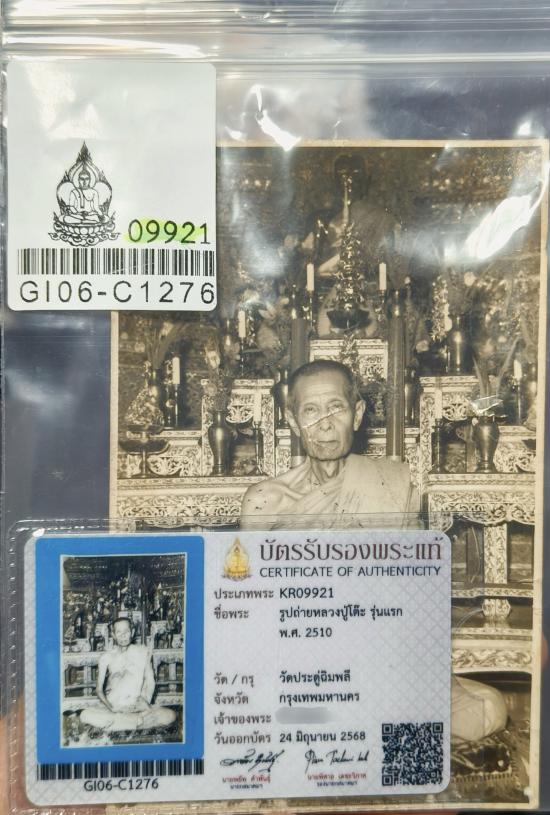 09921
GI06-C1276
บัตรรับรองพระแท้
CERTIFICATE OF AUTHENTICITY
ประเภทพระ KR09921
ชื่อพระ รูปถ่ายหลวงปู่โต๊ะ รุ่นแรก
พ.ศ. 2510
วัด / กรุ วัดประดู่ฉิมพลี
จังหวัด กรุงเทพมหานคร
เจ้าของพระ
วันออกบัตร 24 มิถุนายน 2568
GI06-C1276